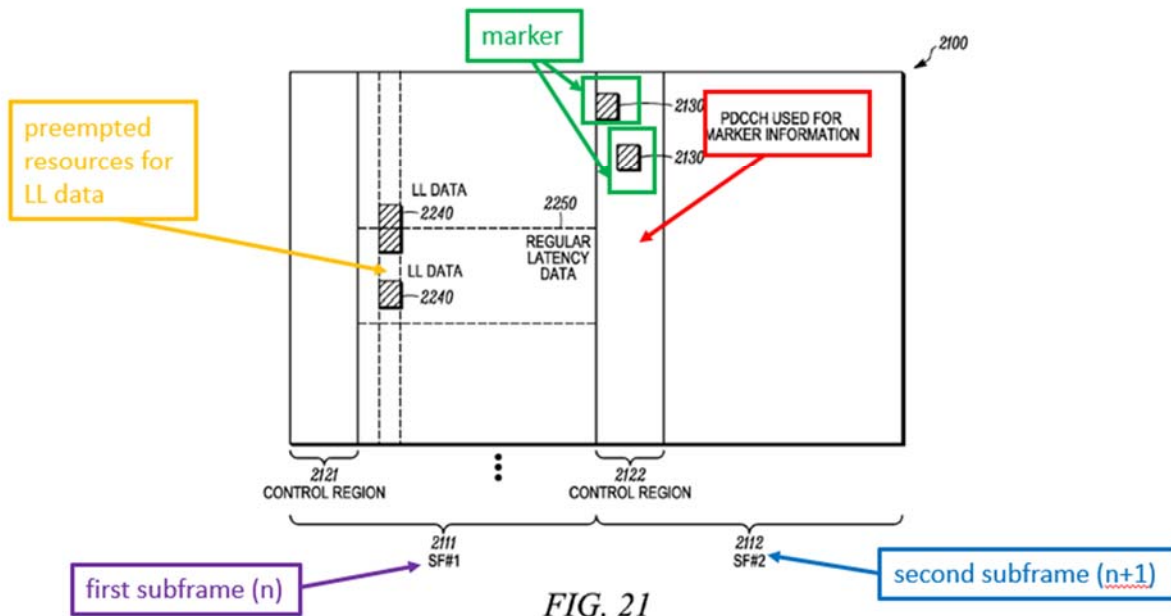 marker
2100
preempted
resources for
LL data
2130
PDCCH USED FOR
MARKER INFORMATION
2130
LL DATA
2240
2250
REGULAR
LATENCY
DATA
LL DATA
2240
2121
CONTROL REGION
2122
CONTROL REGION
2111
SF#1
2112
SF#2
first subframe (n)
second subframe (n+1)
FIG. 21